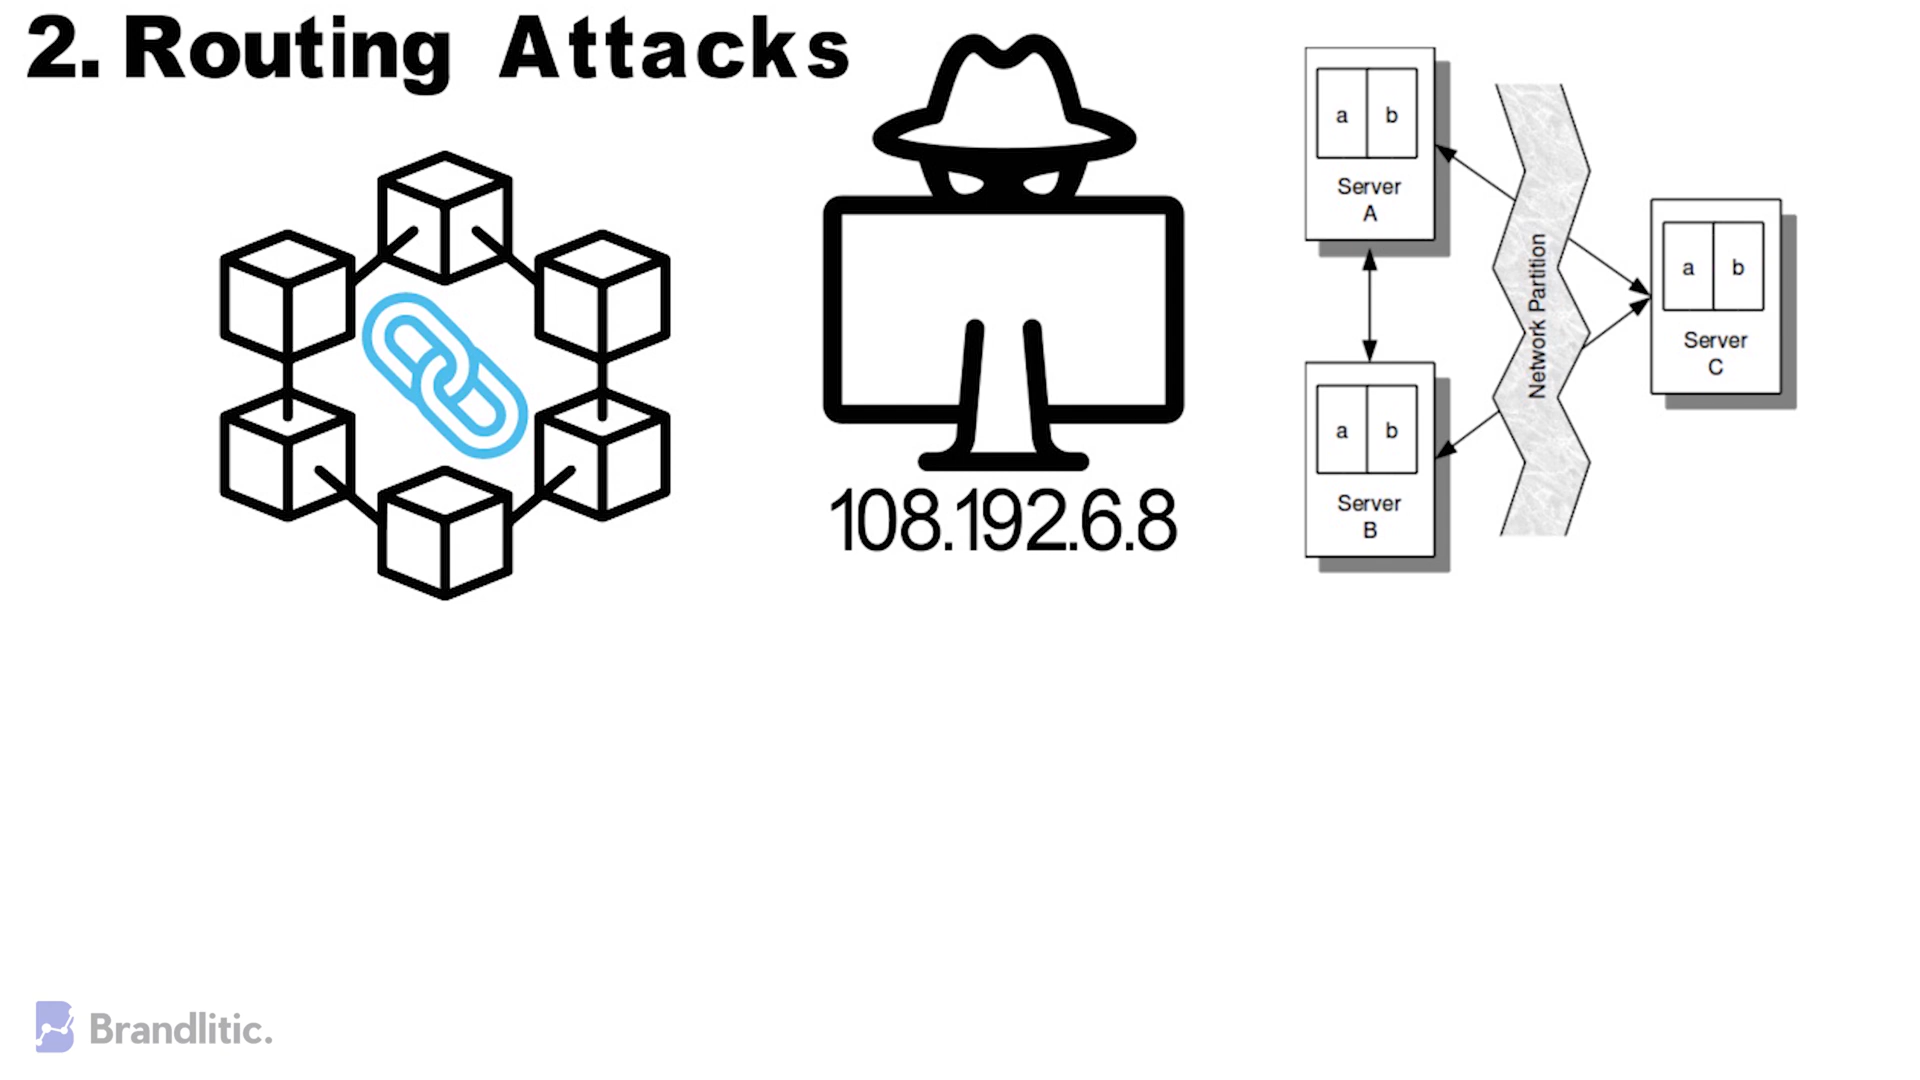 2. Routing Attacks
108.192.6.8
a b
Server
A
a b
Server
B
Network Partition
a b
Server
C
Brandlitic.